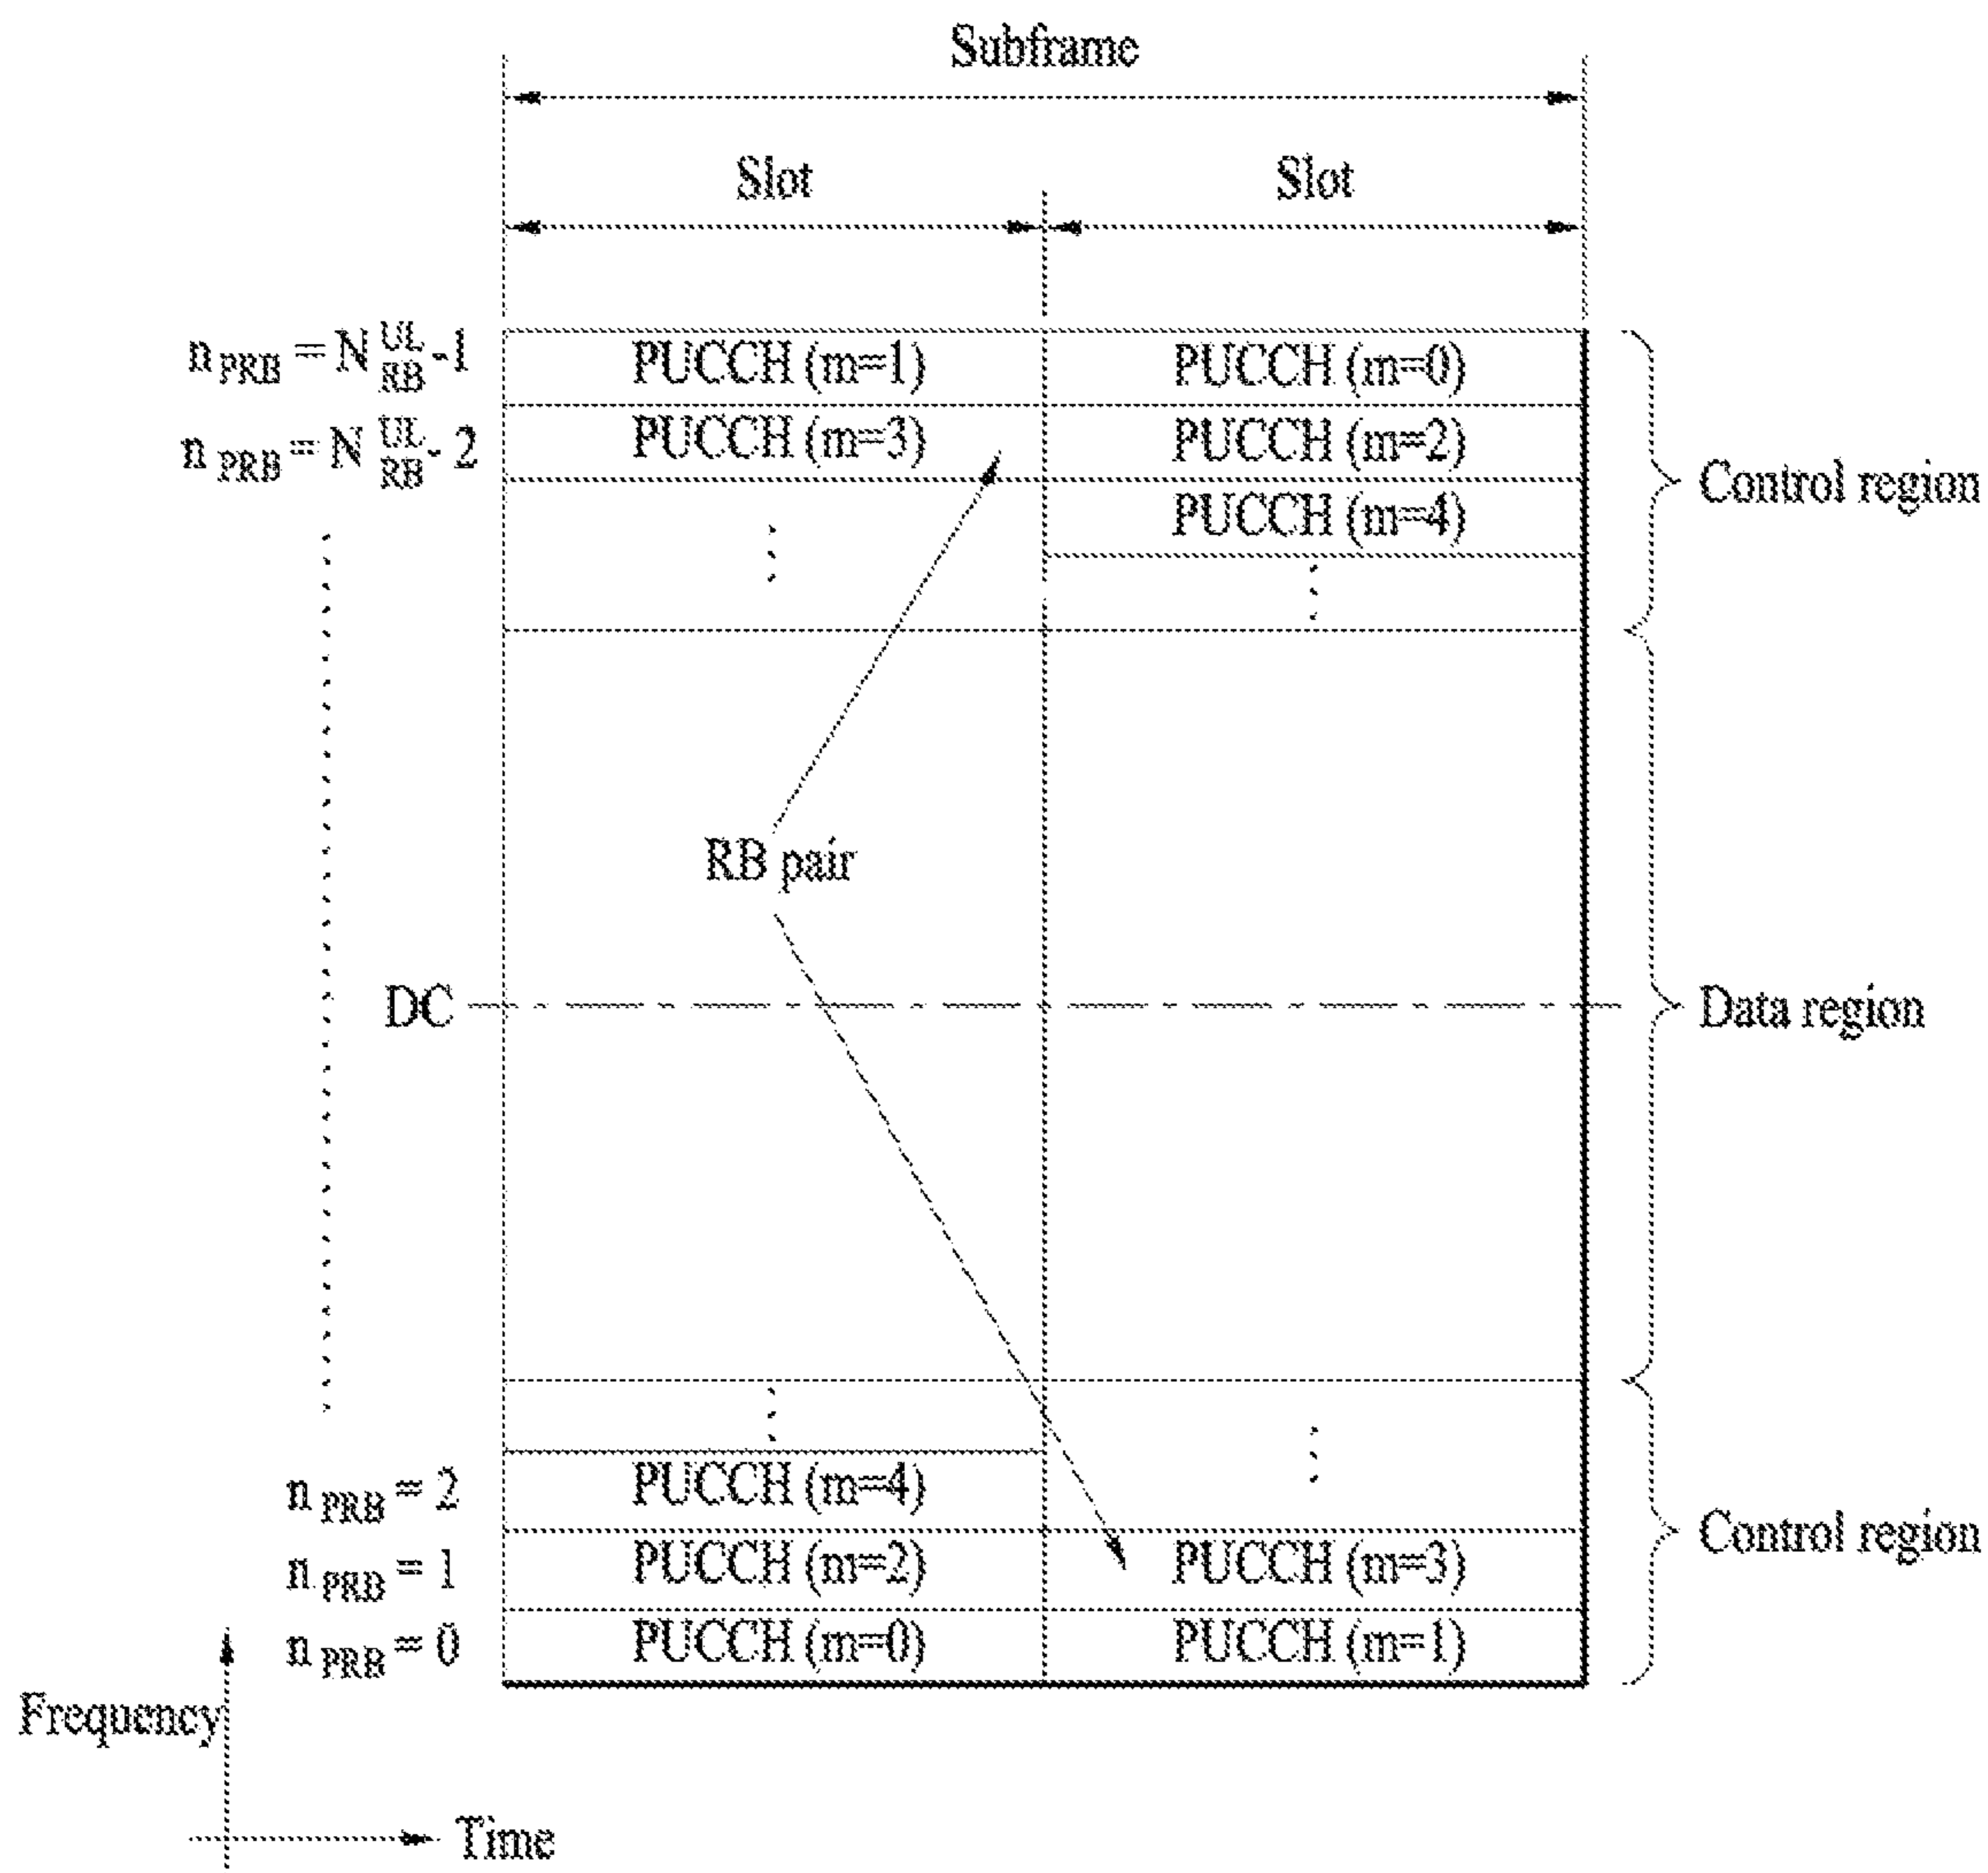 Subframe
Slot Slot
n PRB = N UL RB -1 PUCCH (m=1) PUCCH (m=0)
n PRB = N UL RB - 2 PUCCH (m=3) PUCCH (m=2)
Control region
PUCCH (m=4)
RB pair
DC
Data region
n PRB = 2 PUCCH (m=4)
Control region
n PRB = 1 PUCCH (m=2) PUCCH (m=3)
n PRB = 0 PUCCH (m=0) PUCCH (m=1)
Frequency
Time